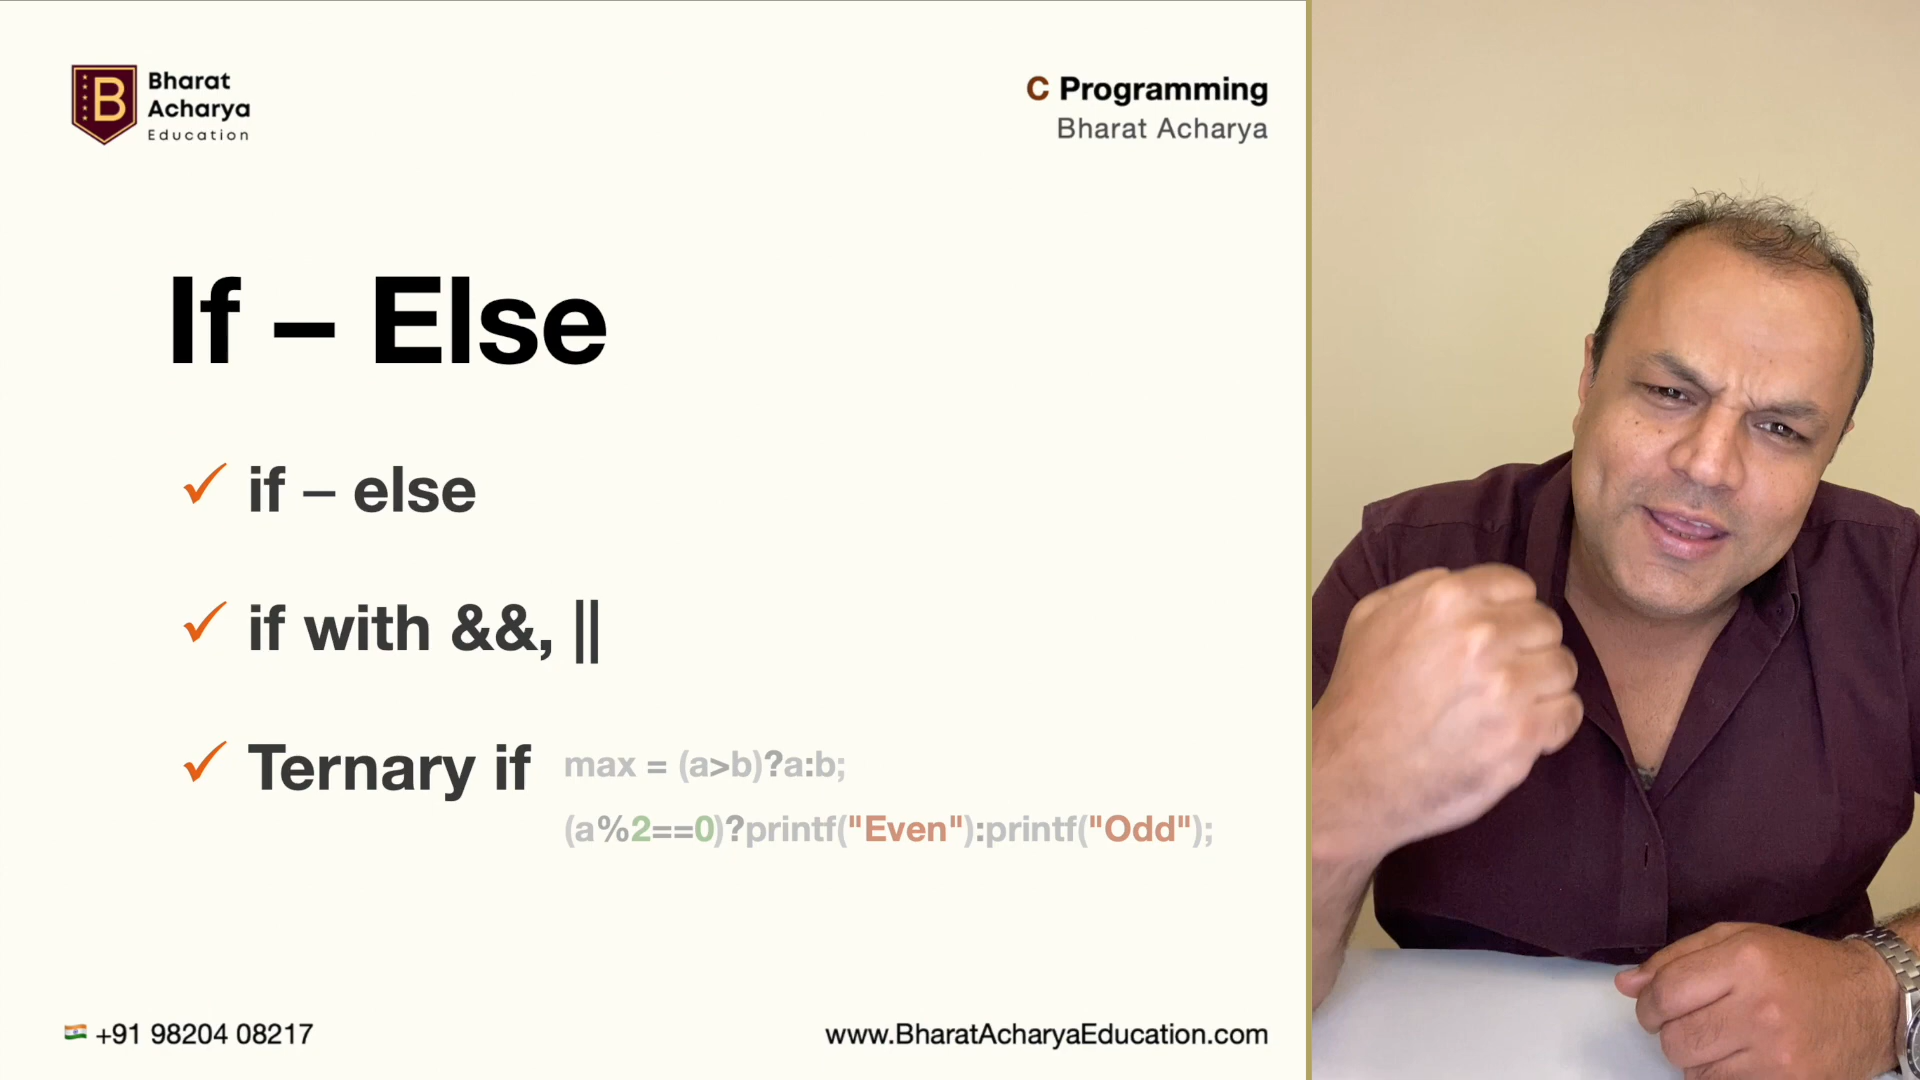 Bharat
Acharya
Education
C Programming
Bharat Acharya
If – Else
✓ if – else
✓ if with &&, ||
✓ Ternary if
max = (a>b)?a:b;
(a%2==0)?printf("Even"):printf("Odd");
+91 98204 08217
www.BharatAcharyaEducation.com